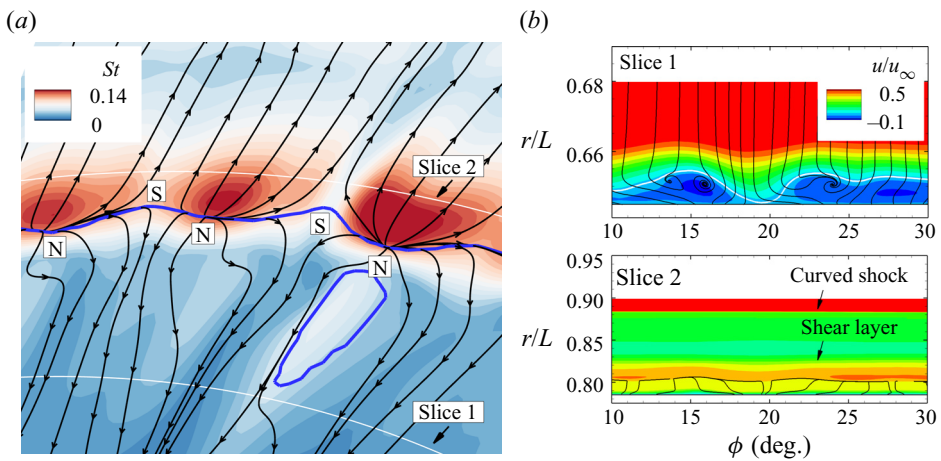 (a)
St
0.14
0
Slice 2
S
S
N
N
N
Slice 1
(b)
Slice 1
u/u∞
0.5
–0.1
r/L
0.68
0.66
10 15 20 25 30
Slice 2
Curved shock
Shear layer
r/L
0.95
0.90
0.85
0.80
10 15 20 25 30
ϕ (deg.)